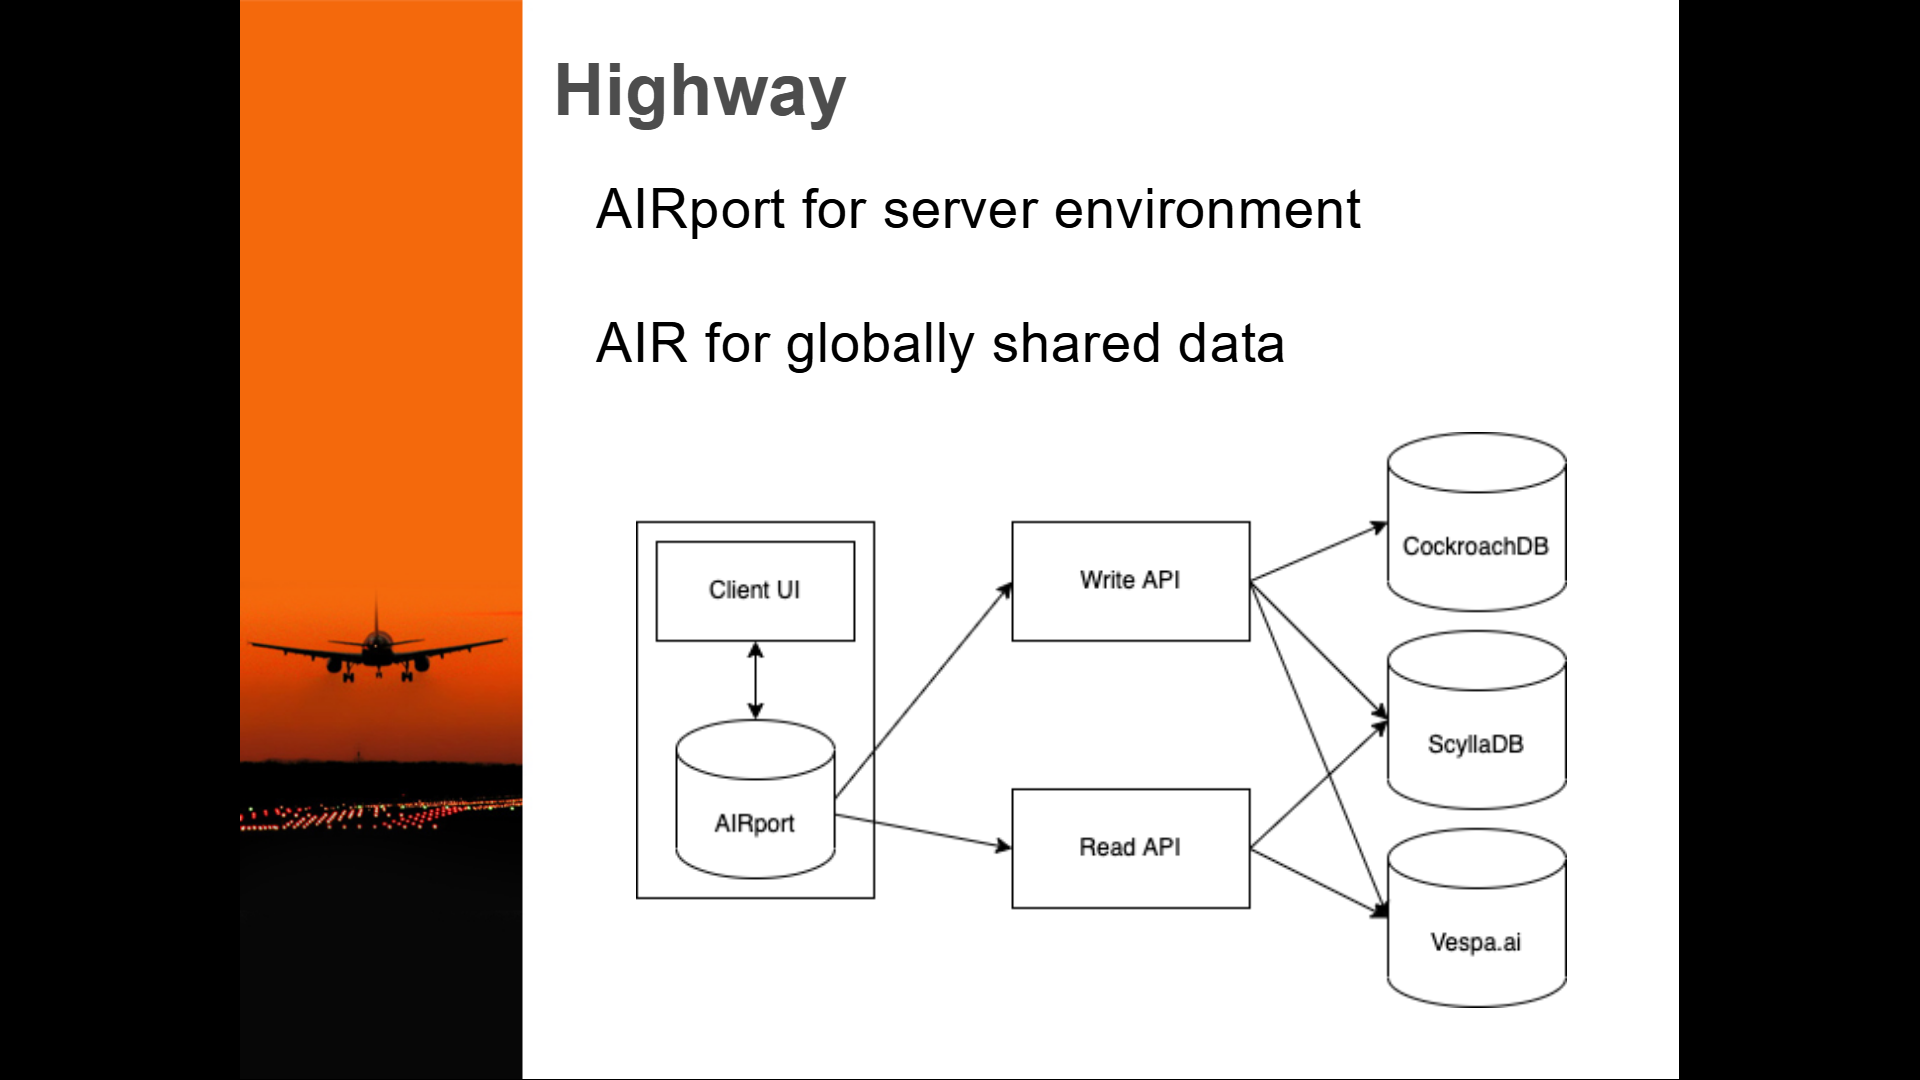 Highway
AIRport for server environment
AIR for globally shared data
Client UI
AIRport
Write API
Read API
CockroachDB
ScyllaDB
Vespa.ai